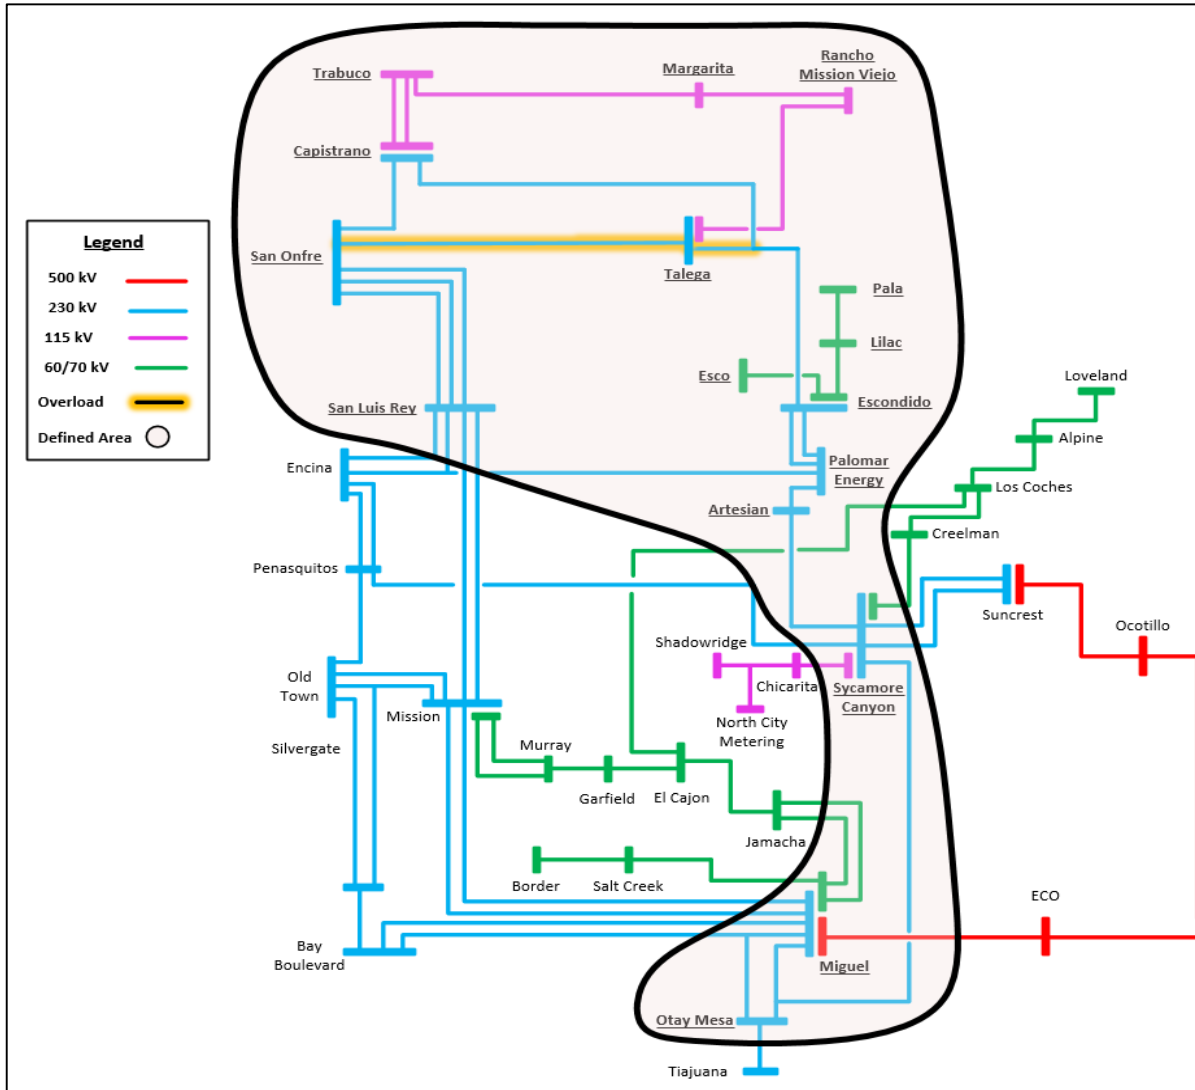 Trabuco
Margarita
Rancho
Mission Viejo
Capistrano
Legend
500 kV
230 kV
115 kV
60/70 kV
Overload
Defined Area
San Onfre
Talega
Pala
Lilac
Esco
Escondido
San Luis Rey
Loveland
Alpine
Encina
Palomar
Energy
Los Coches
Artesian
Creelman
Penasquitos
Suncrest
Ocotillo
Shadowridge
Old
Town
Chicarita
Sycamore
Canyon
Mission
North City
Metering
Silvergate
Murray
Garfield
El Cajon
Jamacha
Border
Salt Creek
ECO
Bay
Boulevard
Miguel
Otay Mesa
Tiajuana